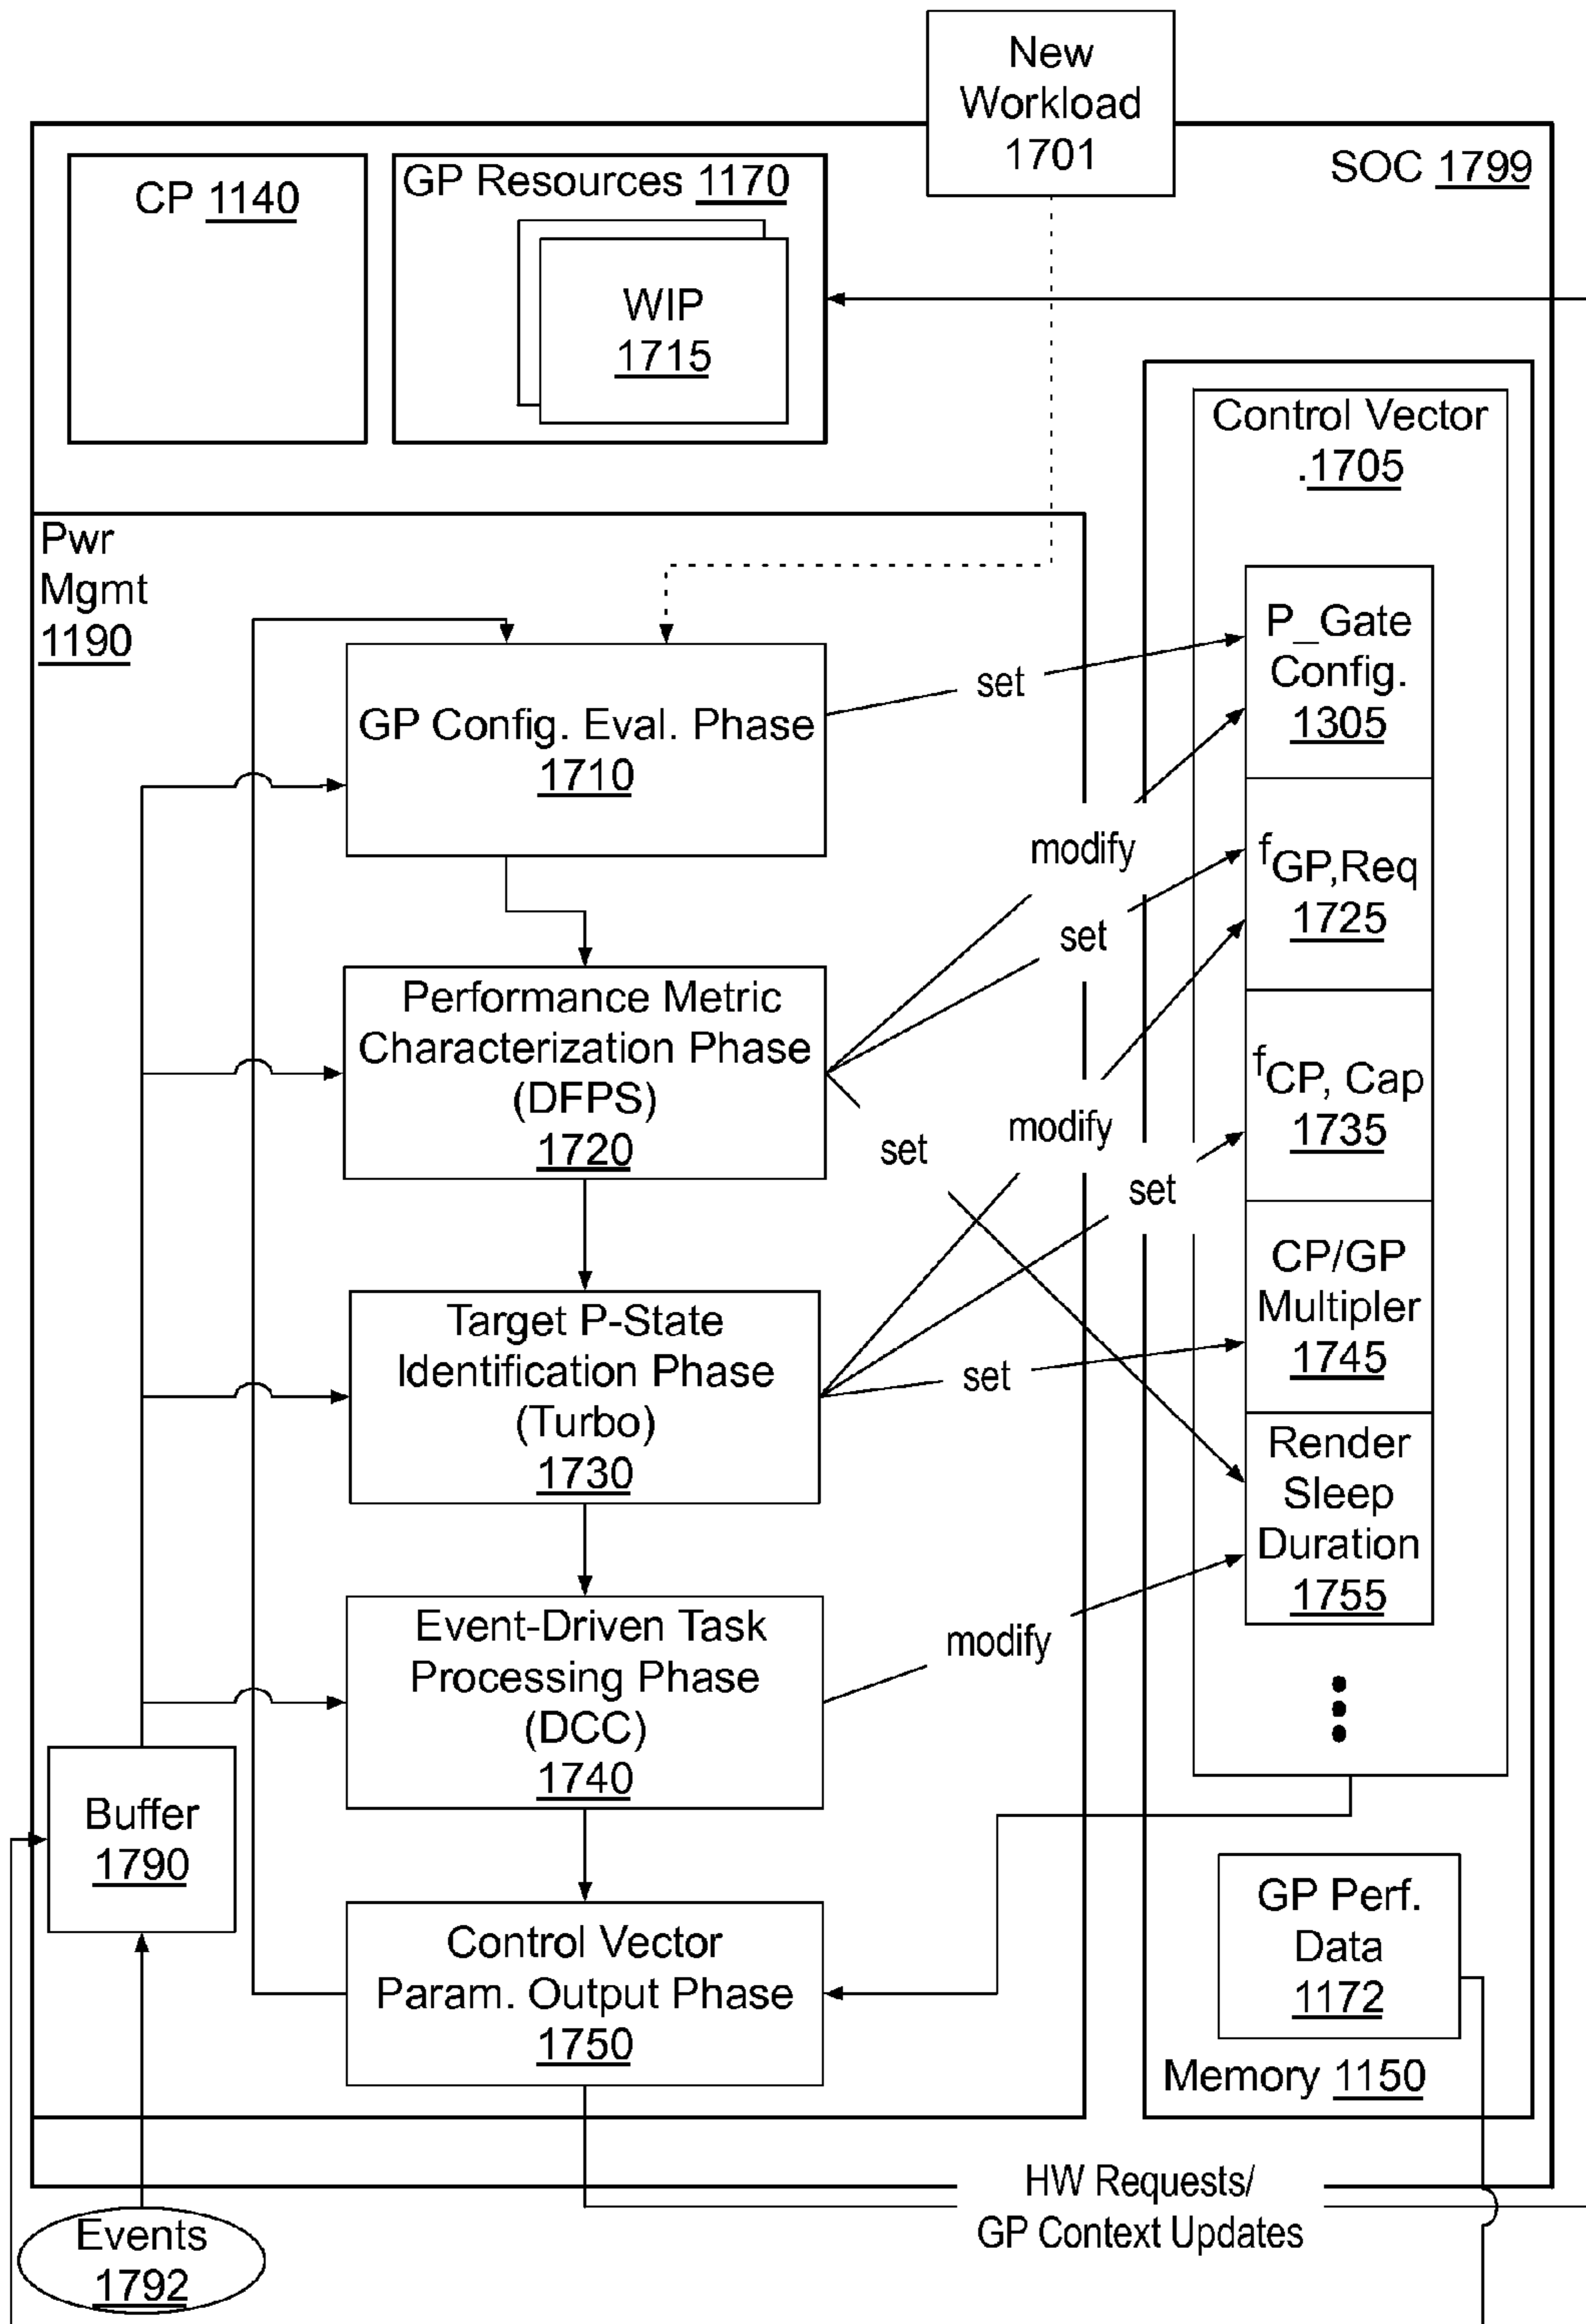 New
Workload
1701
SOC 1799
CP 1140
GP Resources 1170
WIP
1715
Control Vector
.1705
Pwr
Mgmt
1190
P_Gate
Config.
1305
set
GP Config. Eval. Phase
1710
modify
fGP,Req
1725
set
Performance Metric
Characterization Phase
(DFPS)
1720
fCP, Cap
1735
modify
set
set
CP/GP
Multipler
1745
Target P-State
Identification Phase
(Turbo)
1730
set
Render
Sleep
Duration
1755
Event-Driven Task
Processing Phase
(DCC)
1740
modify
Buffer
1790
GP Perf.
Data
1172
Control Vector
Param. Output Phase
1750
Memory 1150
HW Requests/
GP Context Updates
Events
1792